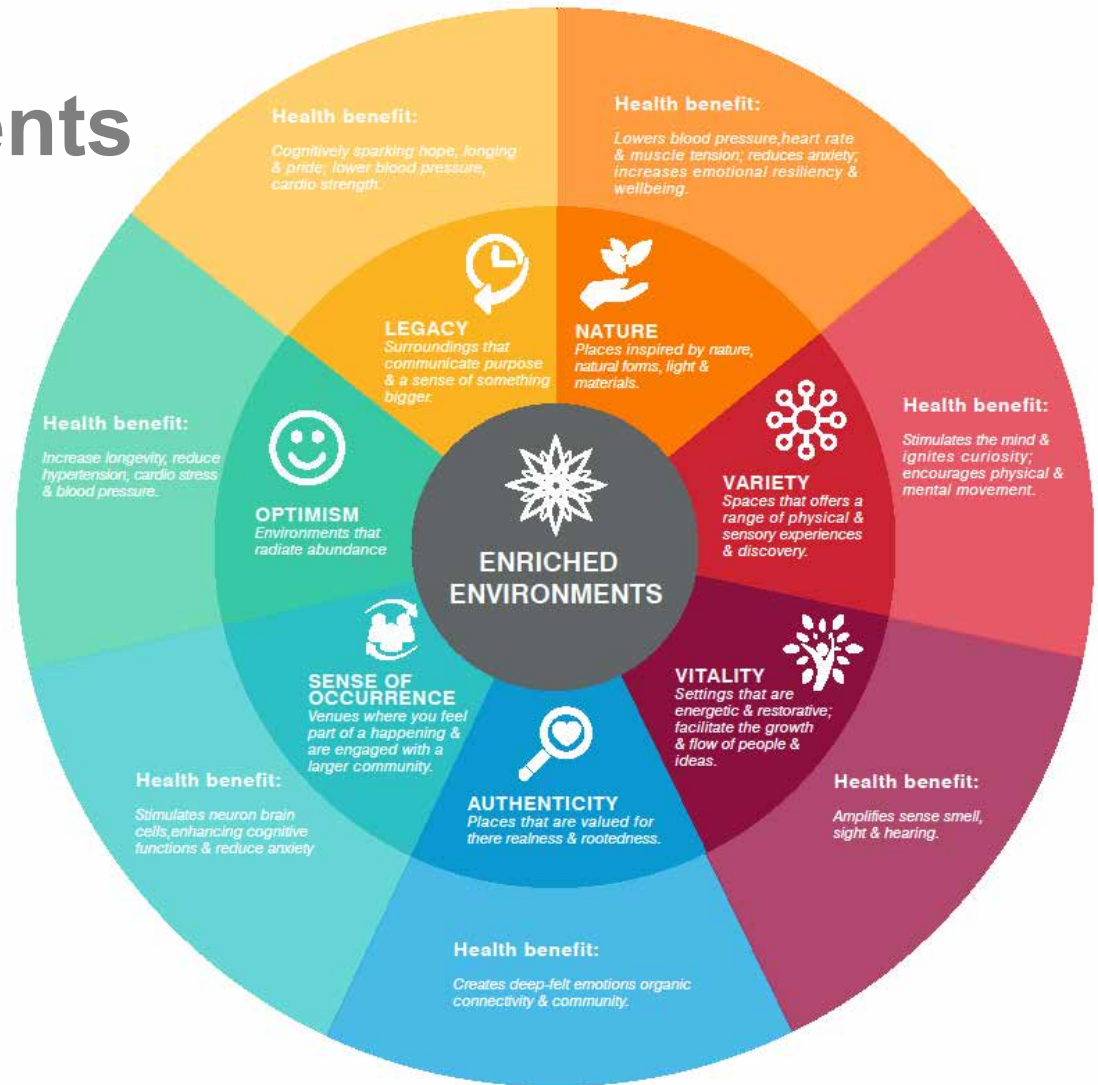 ents
Health benefit:
Cognitively sparking hope, longing
& pride; lower blood pressure,
cardio strength.
Health benefit:
Lowers blood pressure,heart rate
& muscle tension; reduces anxiety;
increases emotional resiliency &
wellbeing.
LEGACY
Surroundings that
communicate purpose
& a sense of something
bigger.
NATURE
Places inspired by nature,
natural forms, light &
materials.
Health benefit:
Increase longevity, reduce
hypertension, cardio stress
& blood pressure.
OPTIMISM
Environments that
radiate abundance
ENRICHED
ENVIRONMENTS
VARIETY
Spaces that offers a
range of physical &
sensory experiences
& discovery.
Health benefit:
Stimulates the mind &
ignites curiosity;
encourages physical &
mental movement.
SENSE OF
OCCURRENCE
Venues where you feel
part of a happening &
are engaged with a
larger community.
VITALITY
Settings that are
energetic & restorative;
facilitate the growth
& flow of people &
ideas.
Health benefit:
Stimulates neuron brain
cells,enhancing cognitive
functions & reduce anxiety
AUTHENTICITY
Places that are valued for
there realness & rootedness.
Health benefit:
Amplifies sense smell,
sight & hearing.
Health benefit:
Creates deep-felt emotions organic
connectivity & community.